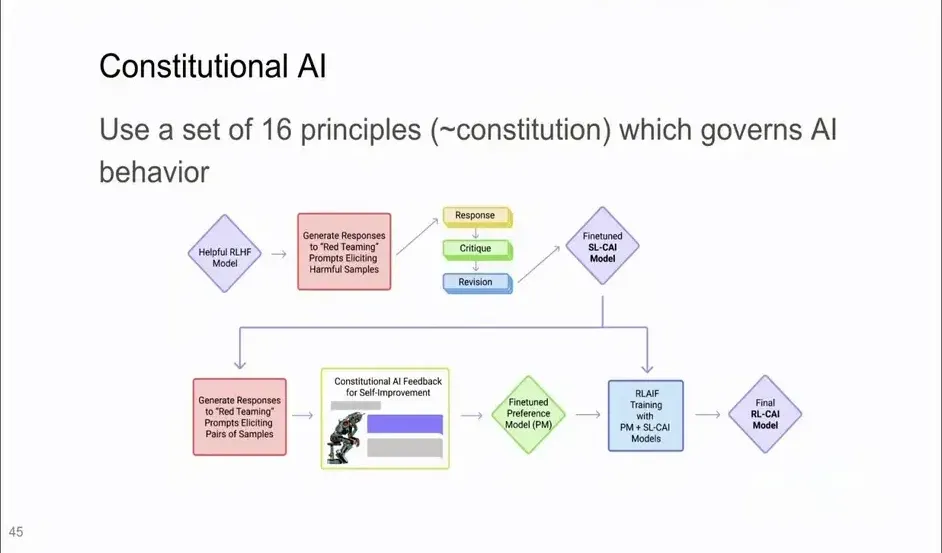 Constitutional AI
Use a set of 16 principles (~constitution) which governs AI
behavior
Helpful RLHF
Model
Generate Responses
to “Red Teaming”
Prompts Eliciting
Harmful Samples
Response
Critique
Revision
Finetuned
SL-CAI
Model
Generate Responses
to “Red Teaming”
Prompts Eliciting
Pairs of Samples
Constitutional AI Feedback
for Self-Improvement
Finetuned
Preference
Model (PM)
RLAIF
Training
with
PM + SL-CAI
Models
Final
RL-CAI
Model
45